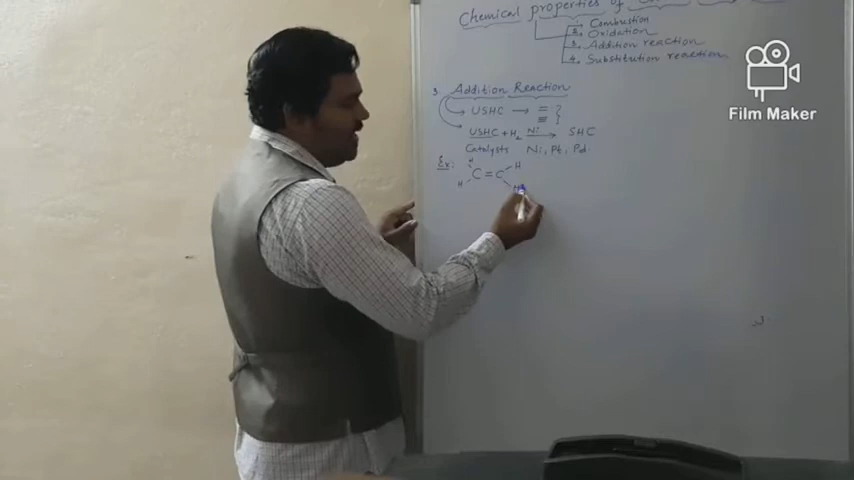 Chemical properties of
1. Combustion
2. Oxidation
3. Addition reaction
4. Substitution reaction
3. Addition Reaction
USHC → = }
≡ }
USHC + H2 Ni → SHC
Catalysts Ni, Pt, Pd.
Ex: H H
C = C
H H
Film Maker